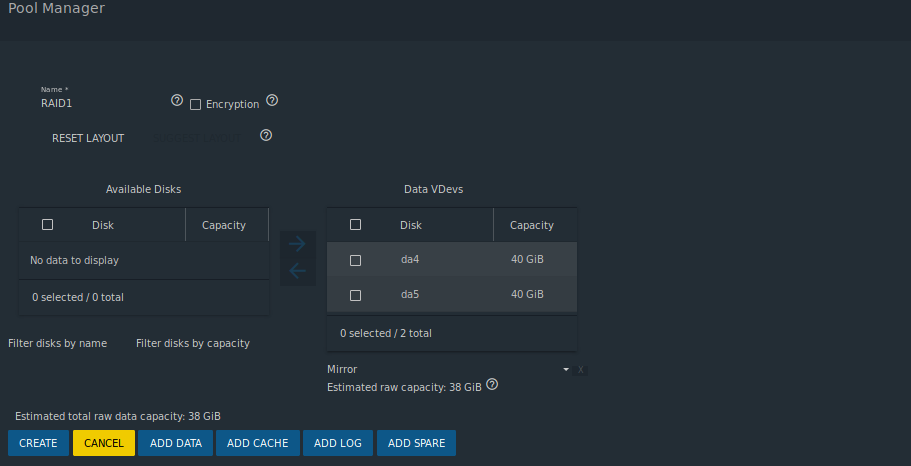 Pool Manager
Name *
RAID1
Encryption
RESET LAYOUT SUGGEST LAYOUT
Available Disks
Data VDevs
Disk Capacity
Disk Capacity
No data to display
da4 40 GiB
da5 40 GiB
0 selected / 0 total
0 selected / 2 total
Filter disks by name Filter disks by capacity
Mirror X
Estimated raw capacity: 38 GiB
Estimated total raw data capacity: 38 GiB
CREATE CANCEL ADD DATA ADD CACHE ADD LOG ADD SPARE